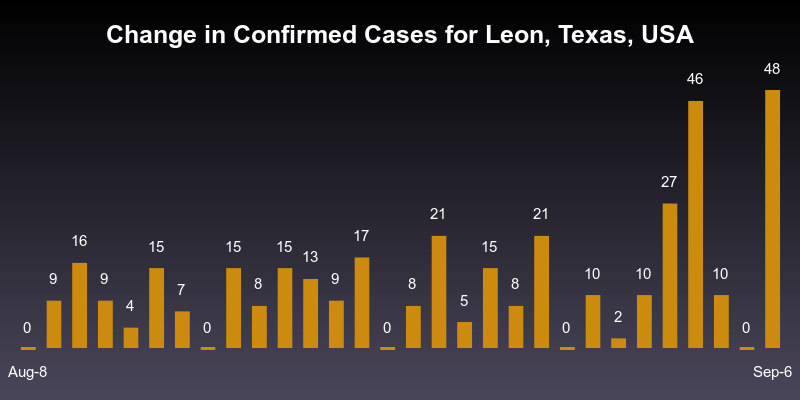 Change in Confirmed Cases for Leon, Texas, USA
0 9 16 9 4 15 7 0 15 8 15 13 9 17 0 8 21 5 15 8 21 0 10 2 10 27 46 10 0 48
Aug-8 Sep-6